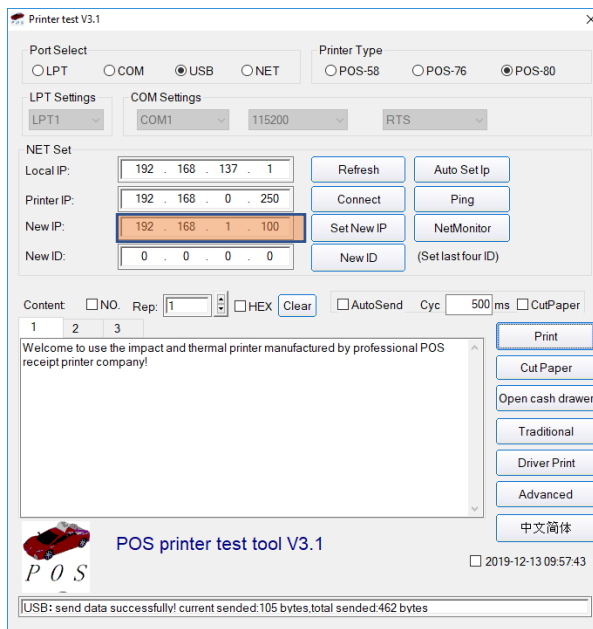 Printer test V3.1
Port Select
LPT COM USB NET
Printer Type
POS-58 POS-76 POS-80
LPT Settings
LPT1
COM Settings
COM1 115200 RTS
NET Set
Local IP: 192 . 168 . 137 . 1 Refresh Auto Set Ip
Printer IP: 192 . 168 . 0 . 250 Connect Ping
New IP: 192 . 168 . 1 . 100 Set New IP NetMonitor
New ID: 0 . 0 . 0 . 0 New ID (Set last four ID)
Content: NO. Rep: 1 HEX Clear AutoSend Cyc 500 ms CutPaper
1 2 3
Welcome to use the impact and thermal printer manufactured by professional POS
receipt printer company!
Print
Cut Paper
Open cash drawer
Traditional
Driver Print
Advanced
中文简体
POS
POS printer test tool V3.1
2019-12-13 09:57:43
USB: send data successfully! current sended:105 bytes,total sended:462 bytes